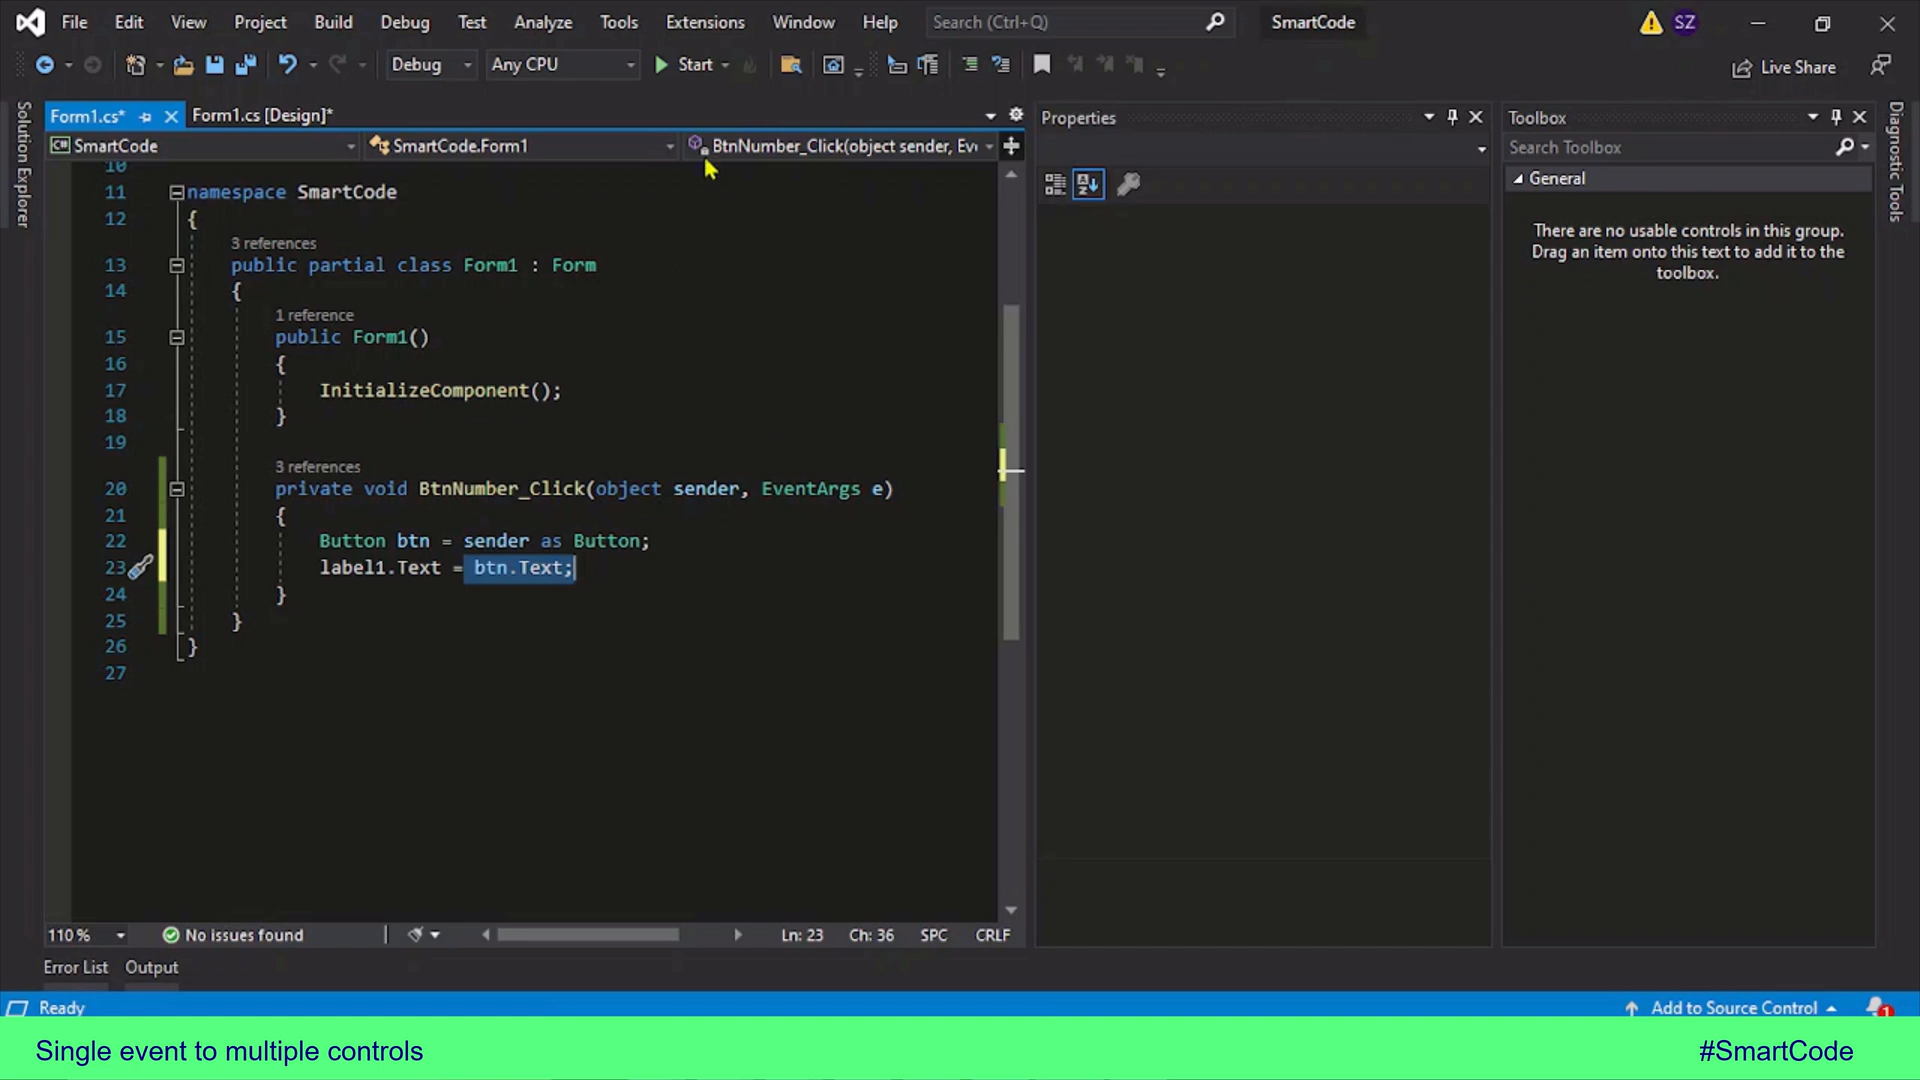 File Edit View Project Build Debug Test Analyze Tools Extensions Window Help Search (Ctrl+Q) SmartCode SZ
Debug Any CPU Start Live Share
Solution Explorer
Form1.cs* Form1.cs [Design]*
C# SmartCode SmartCode.Form1 BtnNumber_Click(object sender, Eve
10
11 namespace SmartCode
12 {
3 references
13 public partial class Form1 : Form
14 {
1 reference
15 public Form1()
16 {
17 InitializeComponent();
18 }
19
3 references
20 private void BtnNumber_Click(object sender, EventArgs e)
21 {
22 Button btn = sender as Button;
23 label1.Text = btn.Text;
24 }
25 }
26 }
27
110 % No issues found Ln: 23 Ch: 36 SPC CRLF
Properties
Toolbox
Search Toolbox
General
There are no usable controls in this group.
Drag an item onto this text to add it to the
toolbox.
Diagnostic Tools
Error List Output
Ready Add to Source Control 1
Single event to multiple controls #SmartCode